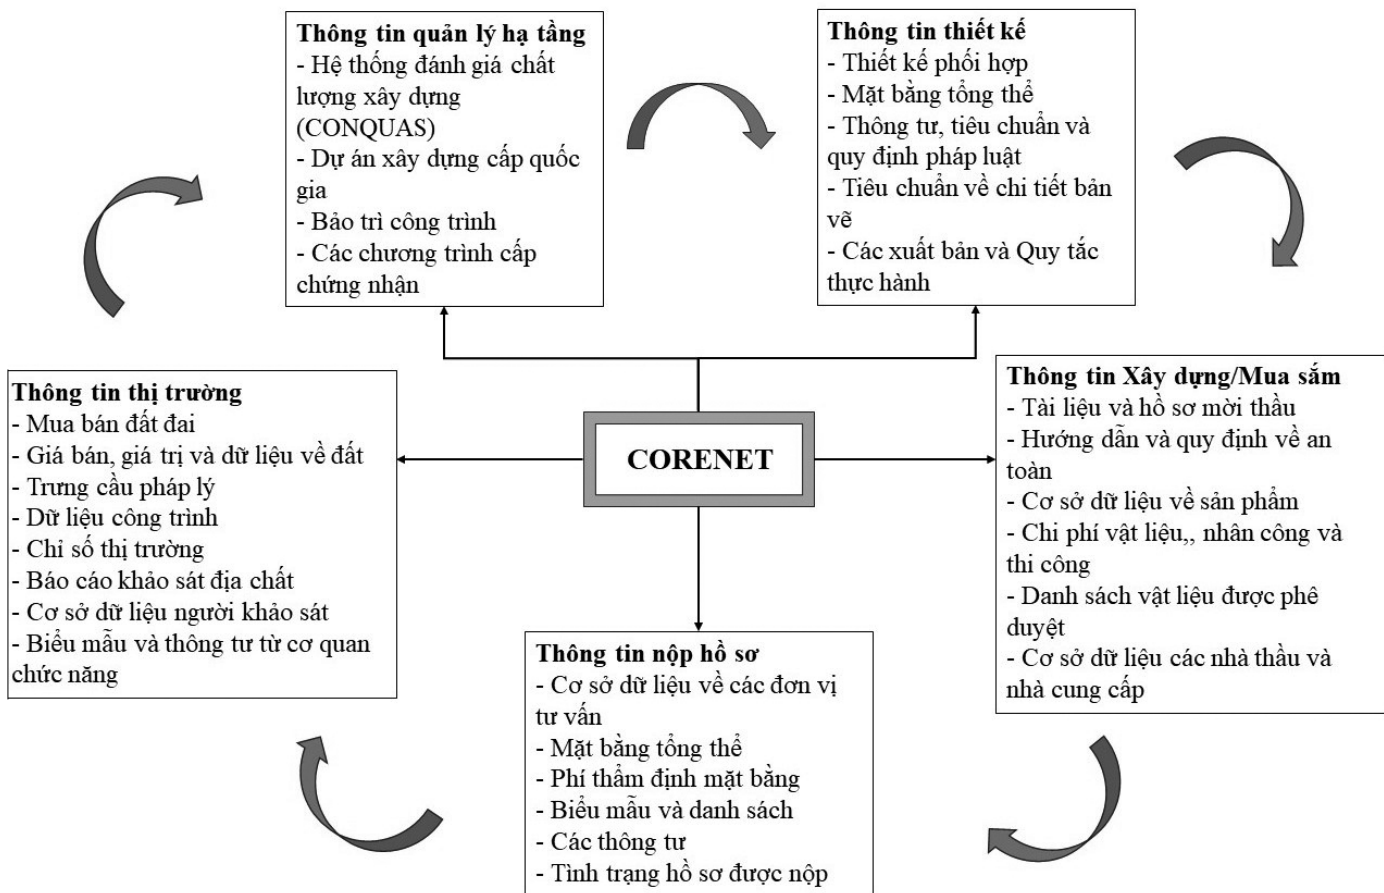 Thông tin quản lý hạ tầng
- Hệ thống đánh giá chất
lượng xây dựng
(CONQUAS)
- Dự án xây dựng cấp quốc
gia
- Bảo trì công trình
- Các chương trình cấp
chứng nhận
Thông tin thiết kế
- Thiết kế phối hợp
- Mặt bằng tổng thể
- Thông tư, tiêu chuẩn và
quy định pháp luật
- Tiêu chuẩn về chi tiết bản
vẽ
- Các xuất bản và Quy tắc
thực hành
Thông tin thị trường
- Mua bán đất đai
- Giá bán, giá trị và dữ liệu về đất
- Trưng cầu pháp lý
- Dữ liệu công trình
- Chỉ số thị trường
- Báo cáo khảo sát địa chất
- Cơ sở dữ liệu người khảo sát
- Biểu mẫu và thông tư từ cơ quan
chức năng
CORENET
Thông tin Xây dựng/Mua sắm
- Tài liệu và hồ sơ mời thầu
- Hướng dẫn và quy định về an
toàn
- Cơ sở dữ liệu về sản phẩm
- Chi phí vật liệu,, nhân công và
thi công
- Danh sách vật liệu được phê
duyệt
- Cơ sở dữ liệu các nhà thầu và
nhà cung cấp
Thông tin nộp hồ sơ
- Cơ sở dữ liệu về các đơn vị
tư vấn
- Mặt bằng tổng thể
- Phí thẩm định mặt bằng
- Biểu mẫu và danh sách
- Các thông tư
- Tình trạng hồ sơ được nộp